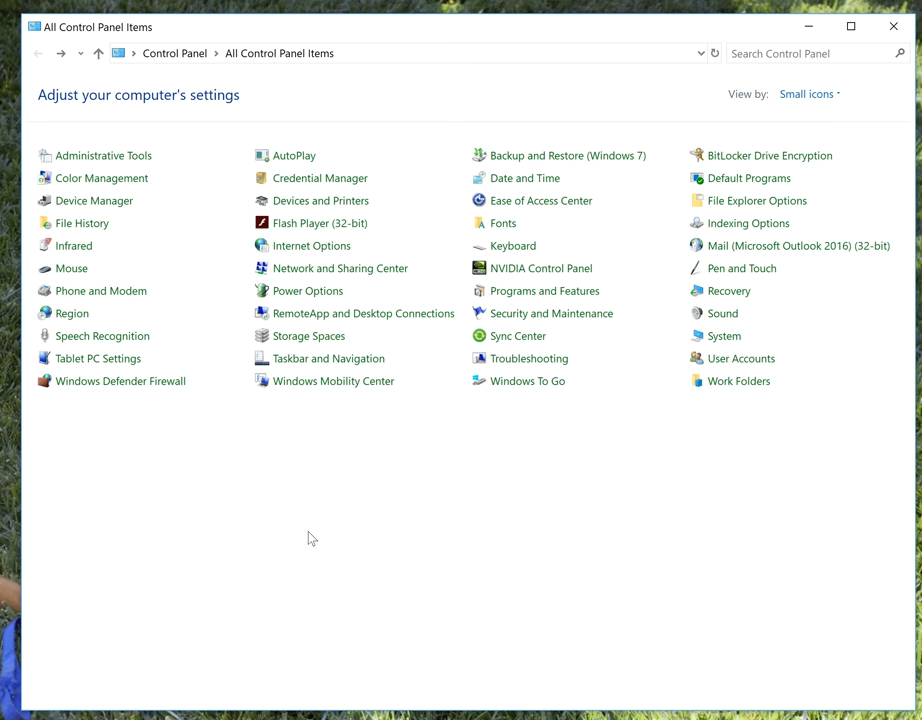 All Control Panel Items
Control Panel > All Control Panel Items
Search Control Panel
Adjust your computer's settings
View by: Small icons
Administrative Tools
AutoPlay
Backup and Restore (Windows 7)
BitLocker Drive Encryption
Color Management
Credential Manager
Date and Time
Default Programs
Device Manager
Devices and Printers
Ease of Access Center
File Explorer Options
File History
Flash Player (32-bit)
Fonts
Indexing Options
Infrared
Internet Options
Keyboard
Mail (Microsoft Outlook 2016) (32-bit)
Mouse
Network and Sharing Center
NVIDIA Control Panel
Pen and Touch
Phone and Modem
Power Options
Programs and Features
Recovery
Region
RemoteApp and Desktop Connections
Security and Maintenance
Sound
Speech Recognition
Storage Spaces
Sync Center
System
Tablet PC Settings
Taskbar and Navigation
Troubleshooting
User Accounts
Windows Defender Firewall
Windows Mobility Center
Windows To Go
Work Folders